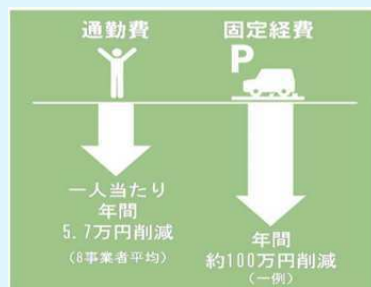 通勤費
固定経費
P
一人当たり
年間
5.7万円削減
(8事業者平均)
年間
約100万円削減
(一例)